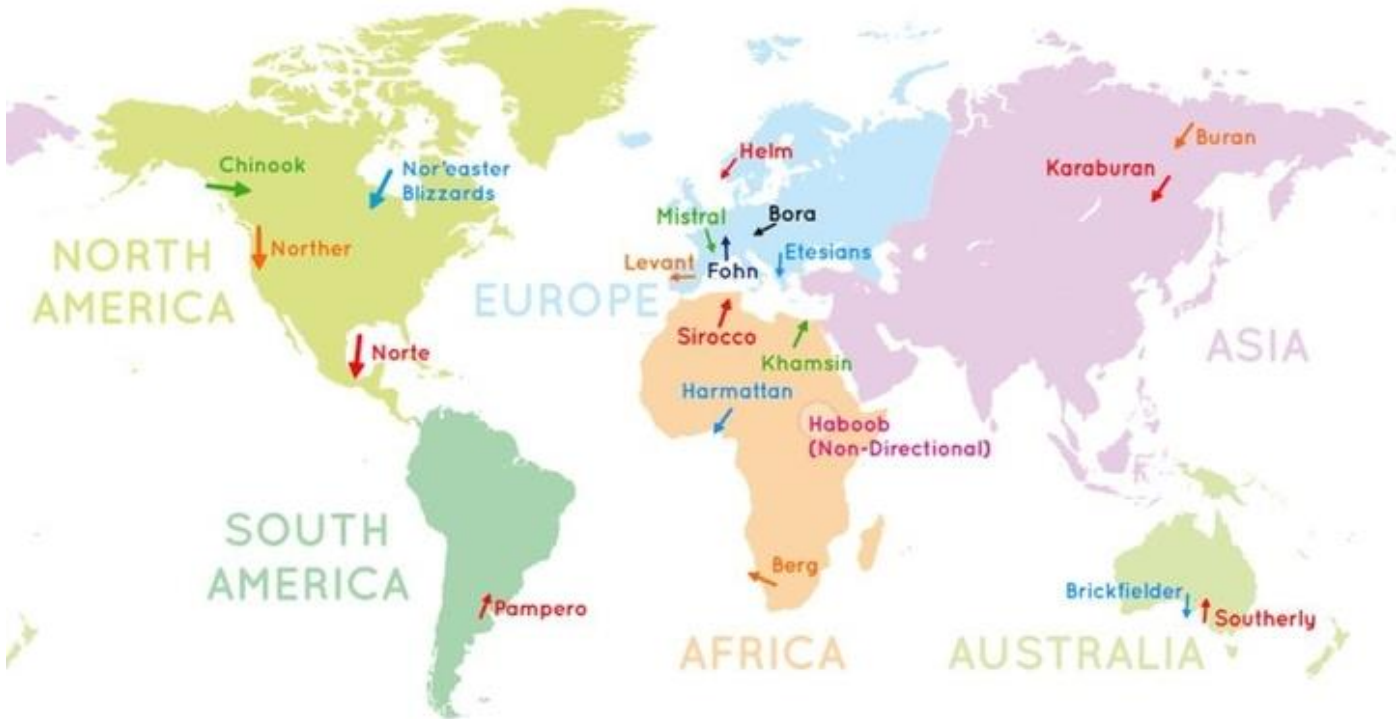 Helm
Buran
Chinook
Nor'easter
Blizzards
Karaburan
Mistral
Bora
NORTH
AMERICA
Norther
Etesians
Levant
Fohn
EUROPE
Sirocco
Norte
Khamsin
ASIA
Harmattan
Haboob
(Non-Directional)
SOUTH
AMERICA
Berg
Pampero
Brickfielder
Southerly
AFRICA
AUSTRALIA